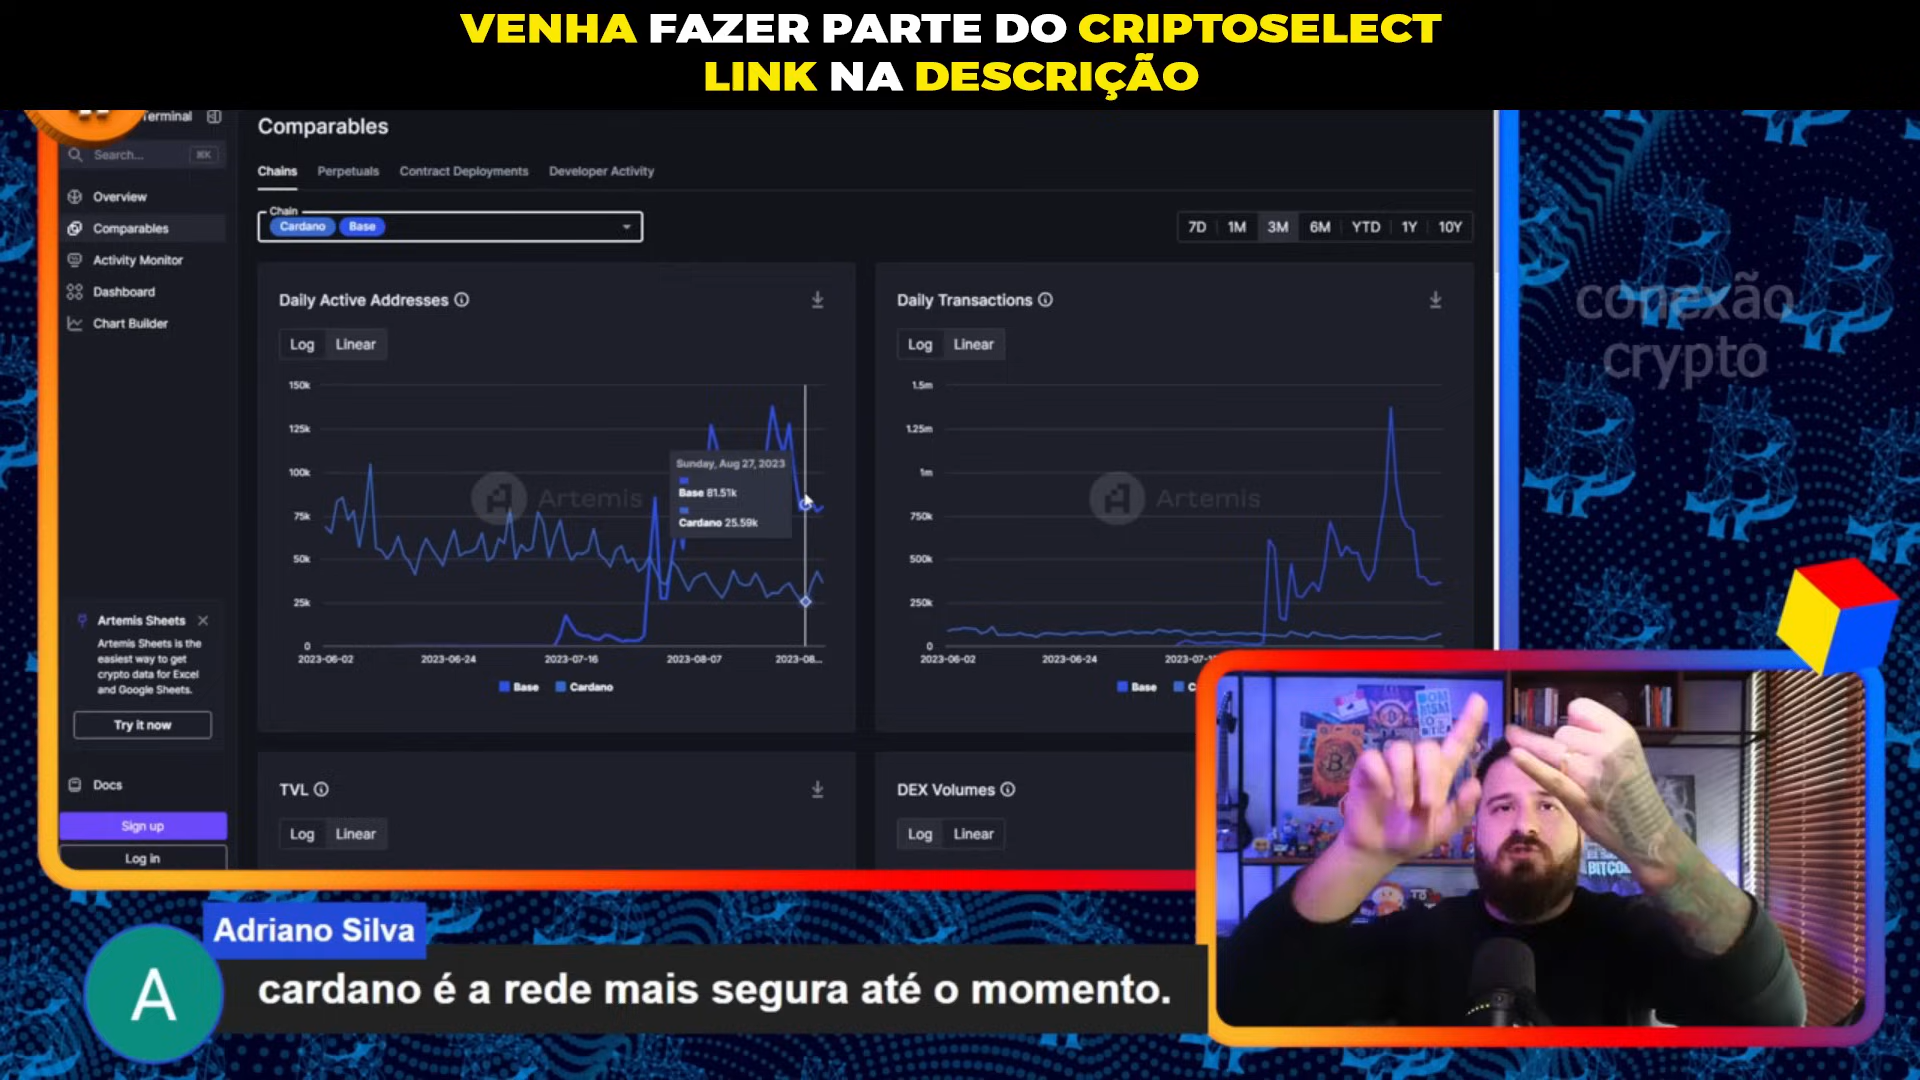 VENHA FAZER PARTE DO CRIPTOSELECT
LINK NA DESCRIÇÃO
Terminal
Search...
⌘K
Overview
Comparables
Activity Monitor
Dashboard
Chart Builder
Artemis Sheets
Artemis Sheets is the
easiest way to get
crypto data for Excel
and Google Sheets.
Try it now
Docs
Sign up
Log in
Comparables
Chains Perpetuals Contract Deployments Developer Activity
Chain
Cardano Base
7D 1M 3M 6M YTD 1Y 10Y
Daily Active Addresses
Log Linear
150k
125k
100k
75k
50k
25k
0
Artemis
Sunday, Aug 27, 2023
Base 81.51k
Cardano 25.59k
2023-06-02 2023-06-24 2023-07-16 2023-08-07 2023-08...
Base Cardano
Daily Transactions
Log Linear
1.5m
1.25m
1m
750k
500k
250k
0
Artemis
2023-06-02 2023-06-24 2023-07-1
Base C
TVL
Log Linear
DEX Volumes
Log Linear
conexão
crypto
BITCO
Adriano Silva
A
cardano é a rede mais segura até o momento.